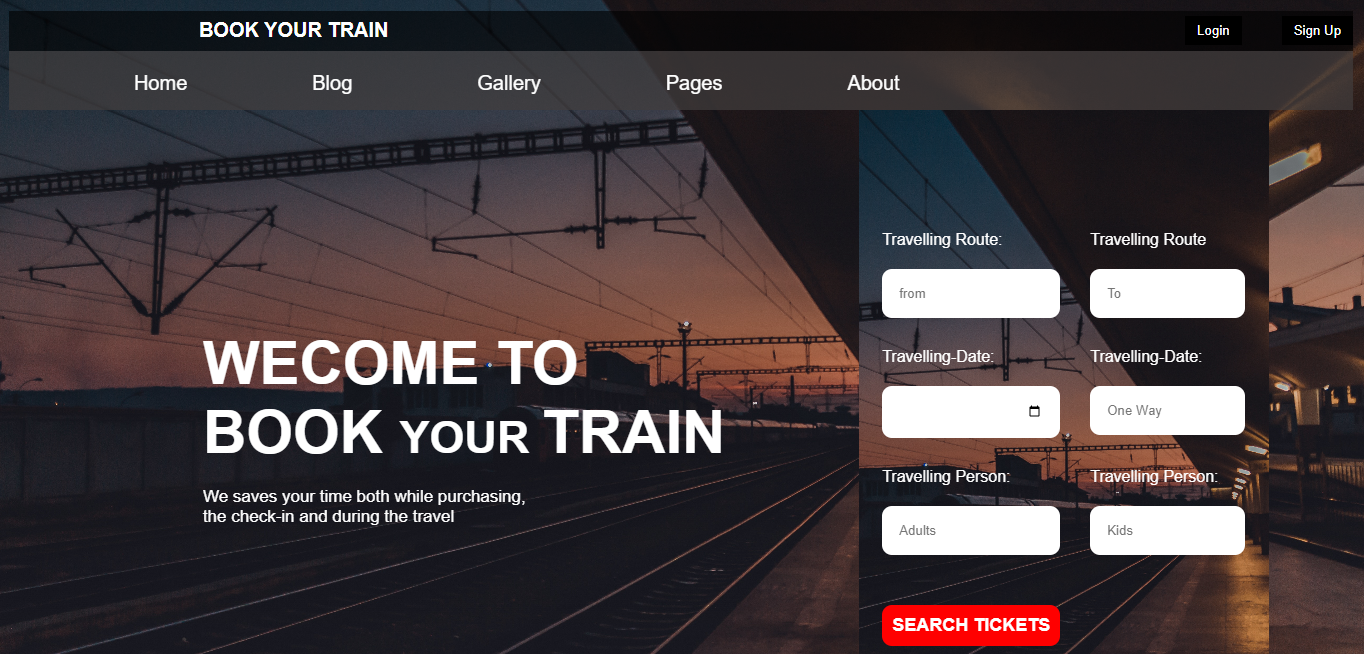 BOOK YOUR TRAIN
Login
Sign Up
Home
Blog
Gallery
Pages
About
WECOME TO
BOOK YOUR TRAIN
We saves your time both while purchasing,
the check-in and during the travel
Travelling Route:
Travelling Route
from
To
Travelling-Date:
Travelling-Date:
One Way
Travelling Person:
Travelling Person:
Adults
Kids
SEARCH TICKETS